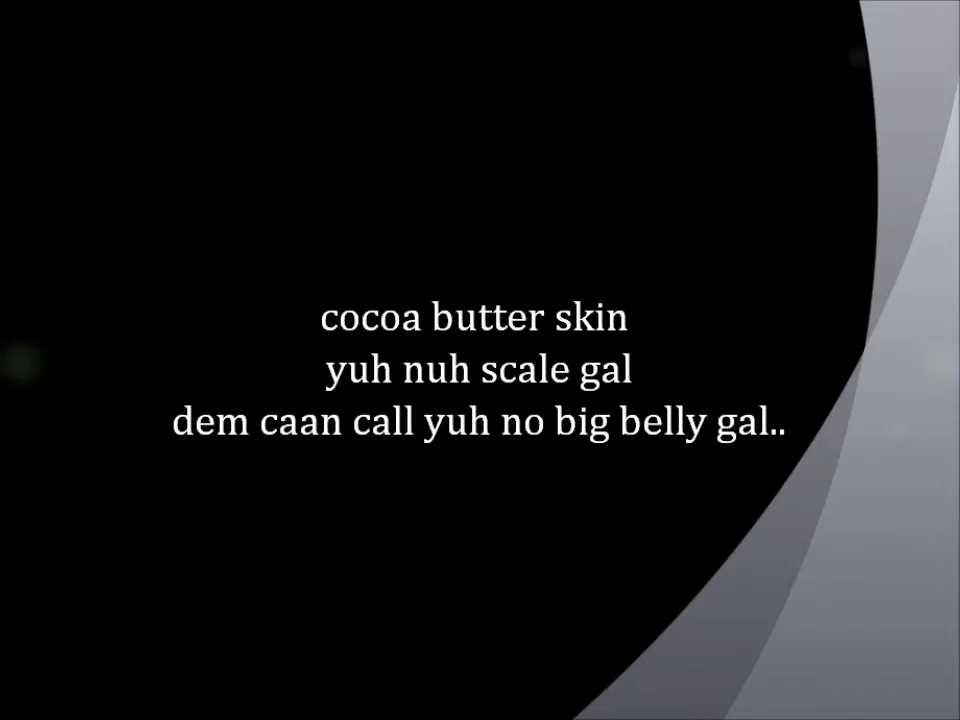 cocoa butter skin
yuh nuh scale gal
dem caan call yuh no big belly gal..